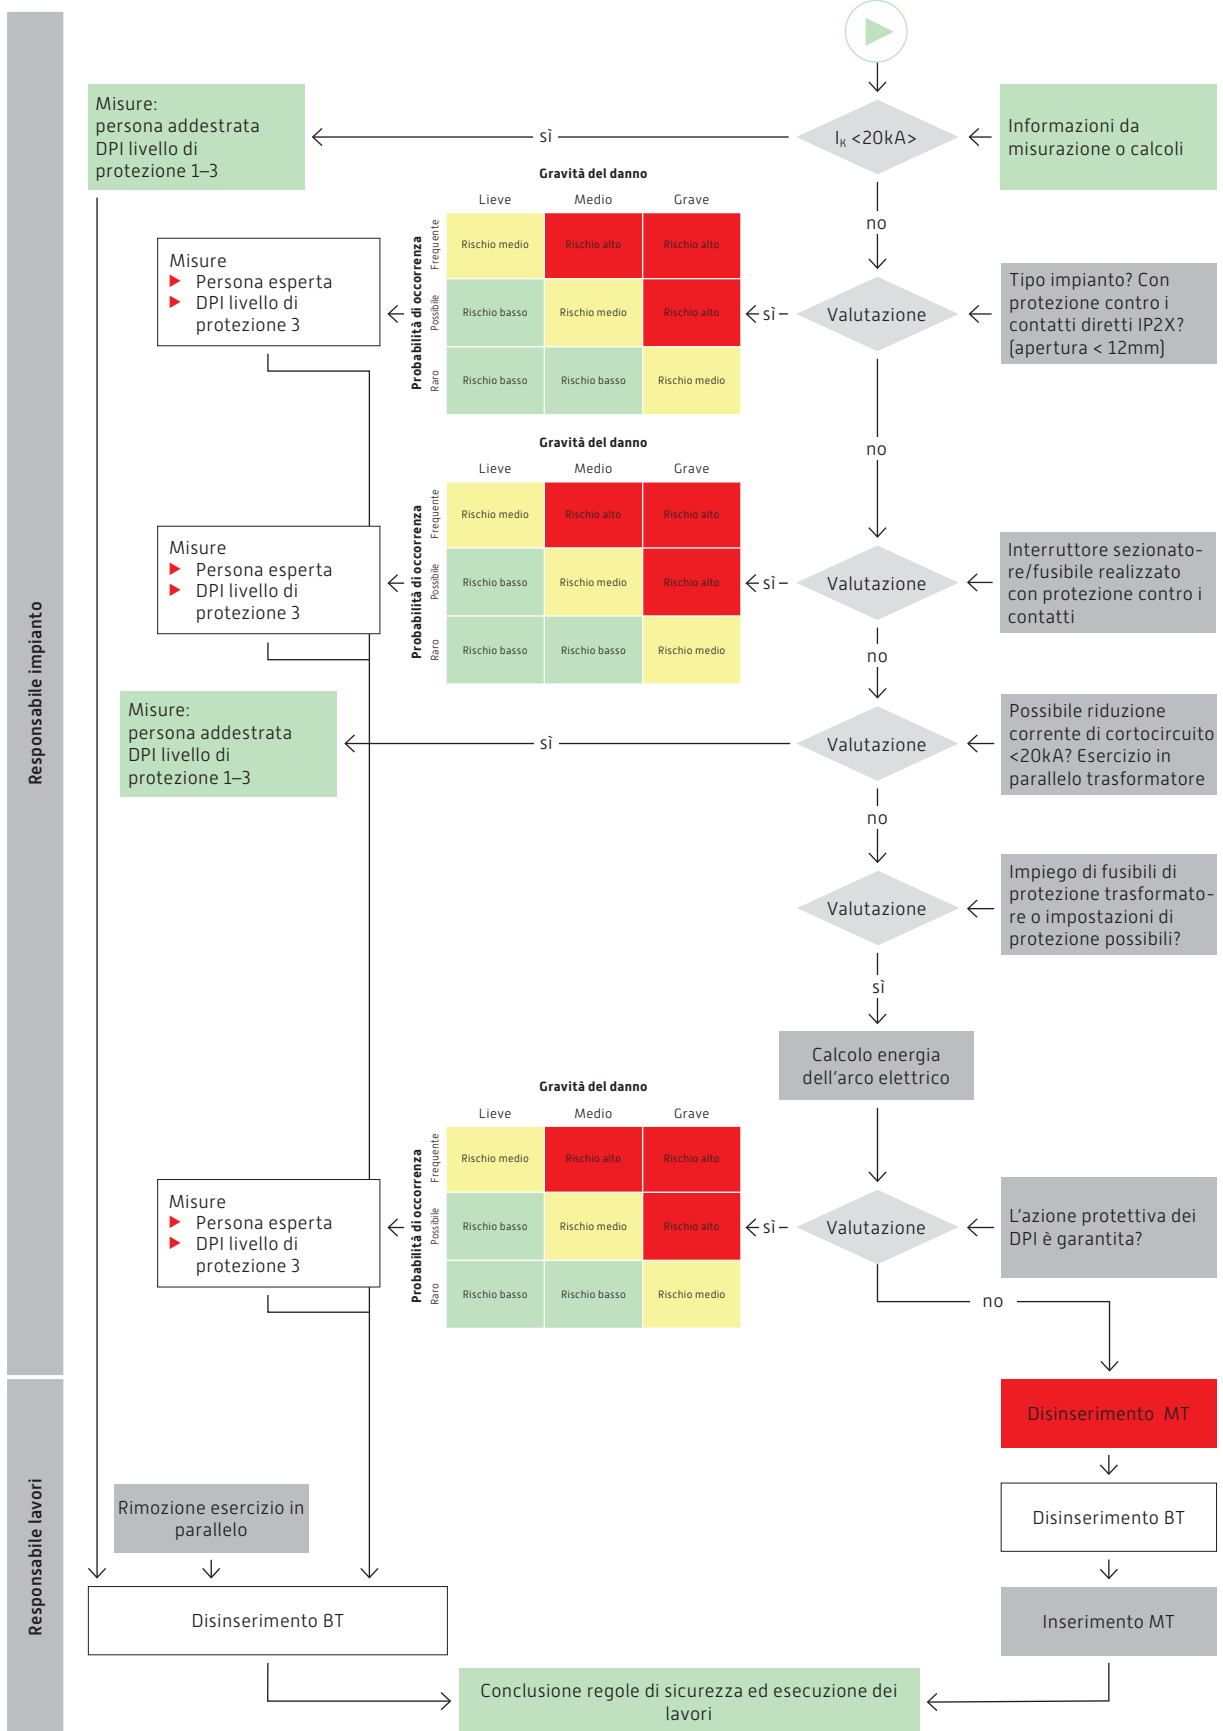 Misure:
persona addestrata
DPI livello di
protezione 1–3
sì
I_K <20kA>
Informazioni da
misurazione o calcoli
no
Gravità del danno
Lieve Medio Grave
Probabilità di occorrenza
Frequente
Rischio medio Rischio alto Rischio alto
Possibile
Rischio basso Rischio medio Rischio alto
Raro
Rischio basso Rischio basso Rischio medio
Misure
Persona esperta
DPI livello di
protezione 3
sì
Valutazione
Tipo impianto? Con
protezione contro i
contatti diretti IP2X?
(apertura < 12mm)
no
Gravità del danno
Lieve Medio Grave
Probabilità di occorrenza
Frequente
Rischio medio Rischio alto Rischio alto
Possibile
Rischio basso Rischio medio Rischio alto
Raro
Rischio basso Rischio basso Rischio medio
Misure
Persona esperta
DPI livello di
protezione 3
sì
Valutazione
Interruttore sezionato-
re/fusibile realizzato
con protezione contro i
contatti
no
Misure:
persona addestrata
DPI livello di
protezione 1–3
sì
Valutazione
Possibile riduzione
corrente di cortocircuito
<20kA? Esercizio in
parallelo trasformatore
no
Valutazione
Impiego di fusibili di
protezione trasformato-
re o impostazioni di
protezione possibili?
sì
Calcolo energia
dell'arco elettrico
Gravità del danno
Lieve Medio Grave
Probabilità di occorrenza
Frequente
Rischio medio Rischio alto Rischio alto
Possibile
Rischio basso Rischio medio Rischio alto
Raro
Rischio basso Rischio basso Rischio medio
Misure
Persona esperta
DPI livello di
protezione 3
sì
Valutazione
L'azione protettiva dei
DPI è garantita?
no
Responsabile impianto
Disinserimento MT
Disinserimento BT
Inserimento MT
Rimozione esercizio in
parallelo
Disinserimento BT
Responsabile lavori
Conclusione regole di sicurezza ed esecuzione dei
lavori